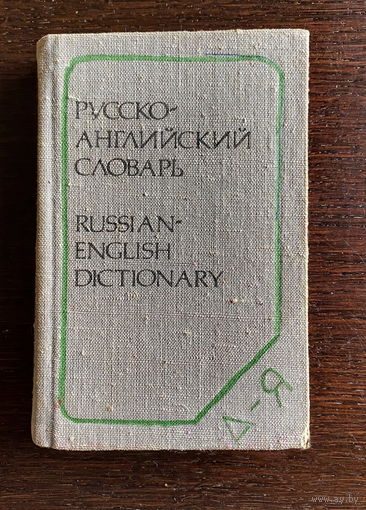 РУССКО-
АНГЛИЙСКИЙ
СЛОВАРЬ
RUSSIAN-
ENGLISH
DICTIONARY
А-Я
www.ay.by